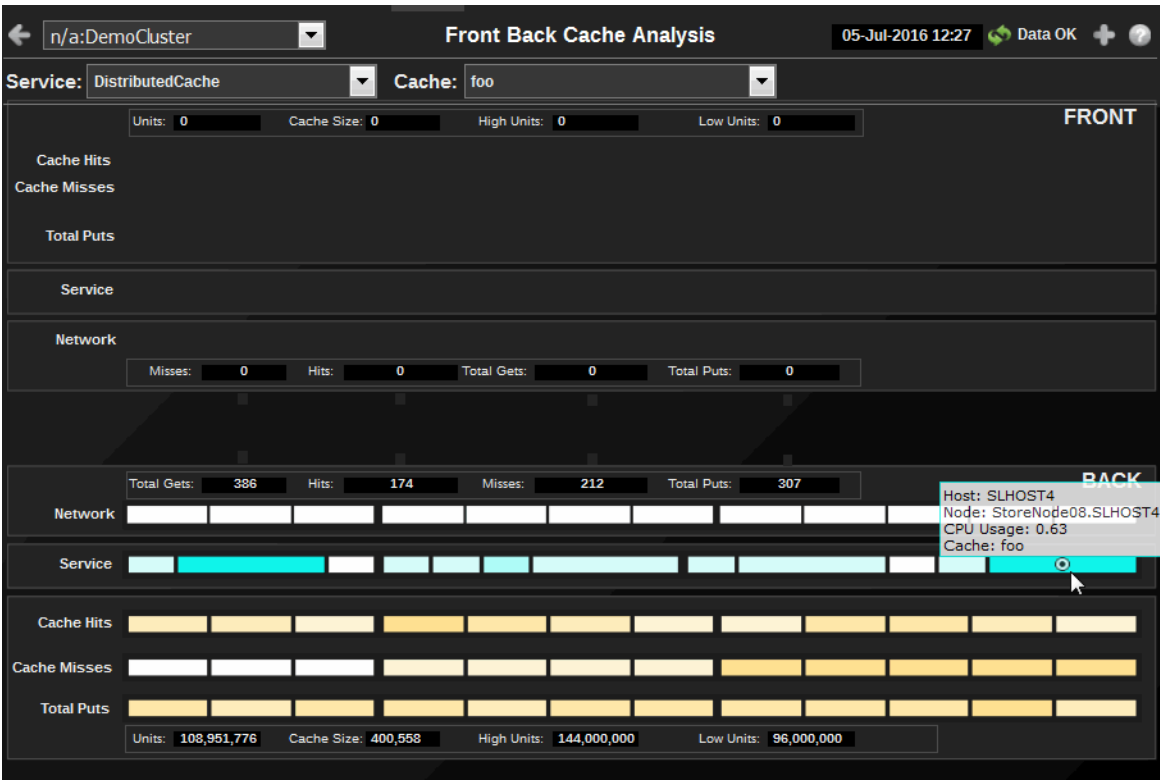 n/a:DemoCluster Front Back Cache Analysis 05-Jul-2016 12:27 Data OK
Service: DistributedCache Cache: foo
Units: 0 Cache Size: 0 High Units: 0 Low Units: 0 FRONT
Cache Hits
Cache Misses
Total Puts
Service
Network
Misses: 0 Hits: 0 Total Gets: 0 Total Puts: 0
Total Gets: 386 Hits: 174 Misses: 212 Total Puts: 307 BACK
Host: SLHOST4
Network Node: StoreNode08.SLHOST4
CPU Usage: 0.63
Cache: foo
Service
Cache Hits
Cache Misses
Total Puts
Units: 108,951,776 Cache Size: 400,558 High Units: 144,000,000 Low Units: 96,000,000